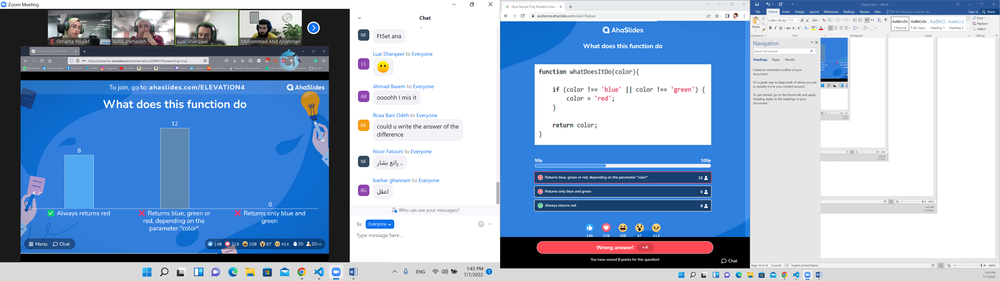 Zoom Meeting
Omama Yousef
suha shehadeh
Luai Sharqawi
Mohammad Abd Alrahman
Quiz Review 0 - AhaSlides
https://presenter.ahaslides.com/presentation/2898919?presenting=true
WhatsApp
Telegram Web
Facebook
Twitter
Instagram
YouTube
Amazon
Amazon.de
Twitch
LinkedIn
SoundCloud
linkedin skill assessme...
Python Mastery
Elevation
Rawabi
To join, go to: ahaslides.com/ELEVATION4
AhaSlides
What does this function do
12
8
0
Always returns red
Returns blue, green or
red, depending on the
parameter "color"
Returns only blue and
green
Menu
Chat
148
219
108
97
414
20
20/25
Chat
NF
Ft5et ana
Luai Sharqawi to Everyone
LS
Ahmad Basem to Everyone
AB
oooohh I mis it
Roaa Bani Odeh to Everyone
RB
could u write the answer of the
difference
Noor Fatouni to Everyone
NF
رائع بشار ..
bashar ghannam to Everyone
BG
اعقل
Who can see your messages?
To: Everyone
Type message here...
ENG
1:43 PM
7/7/2022
1
Quiz Review 0 by Elevation Educ
audience.ahaslides.com/aw2r3lwkue
AhaSlides
What does this function do
function whatDoesItDo(color){
if (color !== 'blue' || color !== 'green') {
color = 'red';
}
return color;
}
50p
100p
Returns blue, green or red, depending on the parameter "color"
12
Returns only blue and green
0
Always returns red
8
148
219
108
97
414
Wrong answer!
+ 0
You have scored 0 points for this question!
Chat
Class5.docx - Word
File
Home
Insert
Design
Layout
References
Mailings
Review
View
Tell me what you want to do...
Sign in
Share
Paste
Clipboard
Calibri (Body)
11
Font
Paragraph
AaBbCcDc
¶ Normal
AaBbCcDc
¶ No Spac...
AaBbCc
Heading 1
AaBbCcE
Heading 2
Styles
Find
Replace
Select
Editing
Navigation
Search document
Headings
Pages
Results
Create an interactive outline of your
document.
It's a great way to keep track of where you are
or quickly move your content around.
To get started, go to the Home tab and apply
Heading styles to the headings in your
document.
480%
1:40 PM
7/7/2022
Page 14 of 14
5 words
English (United States)
480%
1:43 PM
7/7/2022